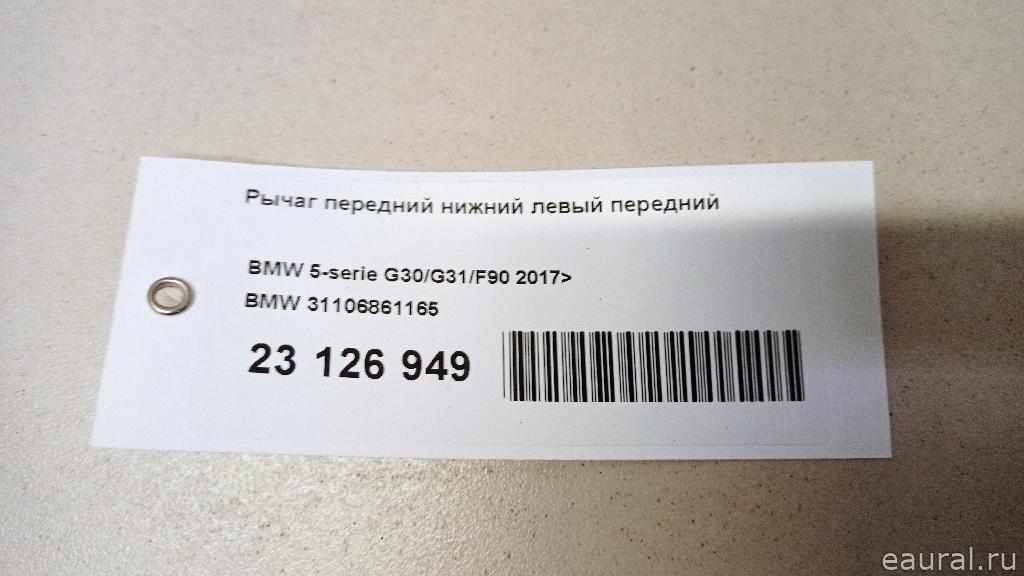 Рычаг передний нижний левый передний
BMW 5-serie G30/G31/F90 2017>
BMW 31106861165
23 126 949
eaural.ru